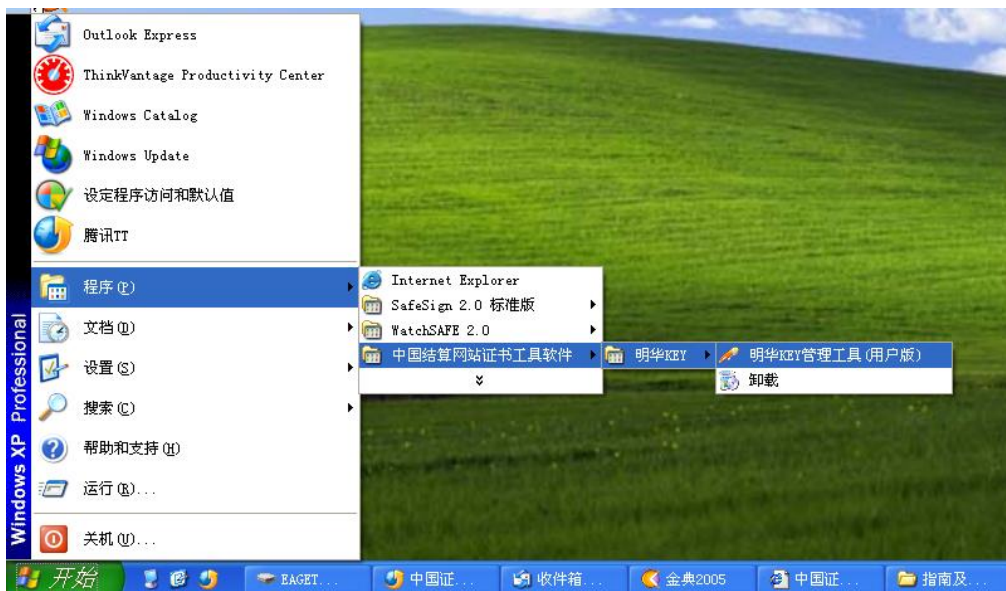 Outlook Express
ThinkVantage Productivity Center
Windows Catalog
Windows Update
设定程序访问和默认值
腾讯TT
程序(P)
文档(D)
设置(S)
搜索(C)
帮助和支持(H)
运行(R)...
关机(U)...
Windows XP Professional
Internet Explorer
SafeSign 2.0 标准版
WatchSAFE 2.0
中国结算网站证书工具软件
明华KEY
明华KEY管理工具(用户版)
卸载
开始
EAGET...
中国证...
收件箱...
金典2005
中国证...
指南及...